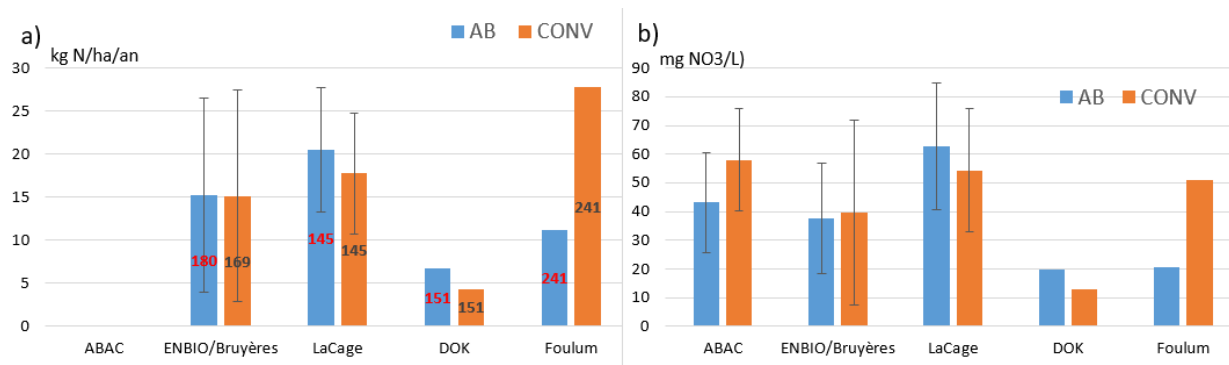 a)
kg N/ha/an
AB CONV
30
25
20
15
10
5
0
180 169 145 145 151 151 241 241
ABAC ENBIO/Bruyères LaCage DOK Foulum
b)
mg NO3/L)
AB CONV
90
80
70
60
50
40
30
20
10
0
ABAC ENBIO/Bruyères LaCage DOK Foulum